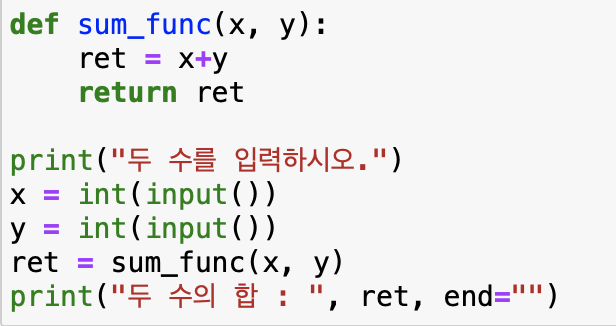 def sum_func(x, y):
    ret = x+y
    return ret

print("두 수를 입력하시오.")
x = int(input())
y = int(input())
ret = sum_func(x, y)
print("두 수의 합 : ", ret, end="")